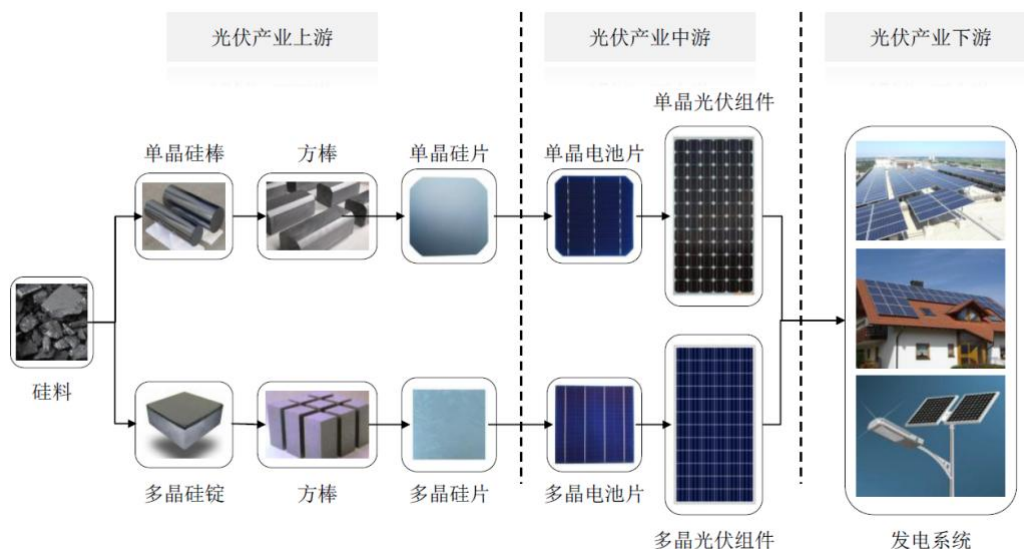 光伏产业上游
光伏产业中游
光伏产业下游
单晶光伏组件
单晶硅棒
方棒
单晶硅片
单晶电池片
硅料
多晶硅锭
方棒
多晶硅片
多晶电池片
多晶光伏组件
发电系统